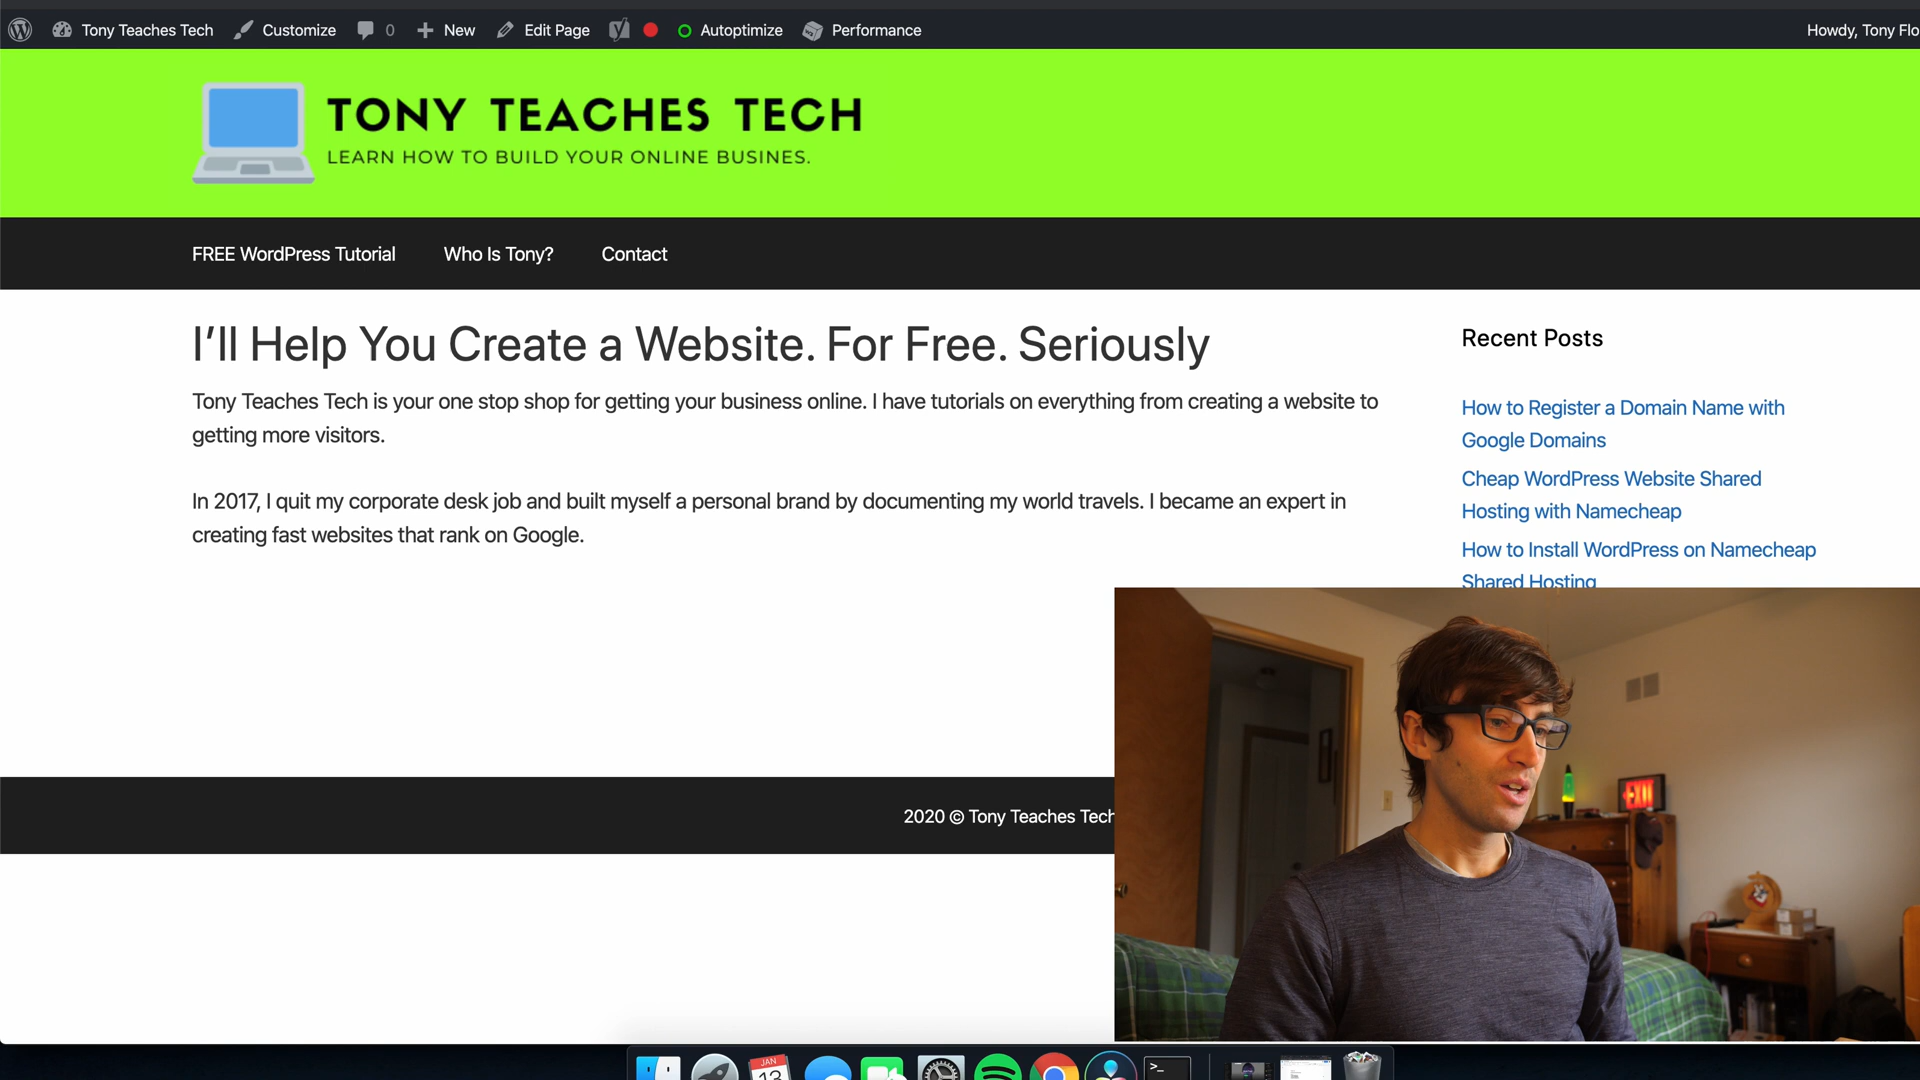 Tony Teaches Tech Customize 0 New Edit Page Autoptimize Performance Howdy, Tony Flo
TONY TEACHES TECH
LEARN HOW TO BUILD YOUR ONLINE BUSINES.
FREE WordPress Tutorial Who Is Tony? Contact
I’ll Help You Create a Website. For Free. Seriously
Tony Teaches Tech is your one stop shop for getting your business online. I have tutorials on everything from creating a website to
getting more visitors.
In 2017, I quit my corporate desk job and built myself a personal brand by documenting my world travels. I became an expert in
creating fast websites that rank on Google.
Recent Posts
How to Register a Domain Name with
Google Domains
Cheap WordPress Website Shared
Hosting with Namecheap
How to Install WordPress on Namecheap
Shared Hosting
EXIT
2020 © Tony Teaches Tech
JAN
13